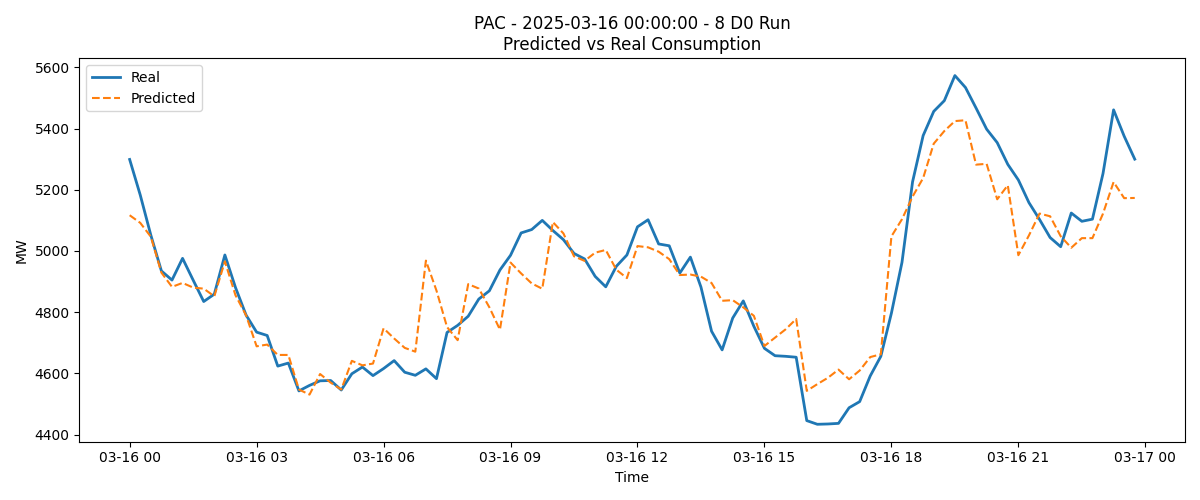 PAC - 2025-03-16 00:00:00 - 8 D0 Run
Predicted vs Real Consumption
Real
Predicted
5600
5400
5200
5000
4800
4600
4400
MW
03-16 00
03-16 03
03-16 06
03-16 09
03-16 12
03-16 15
03-16 18
03-16 21
03-17 00
Time